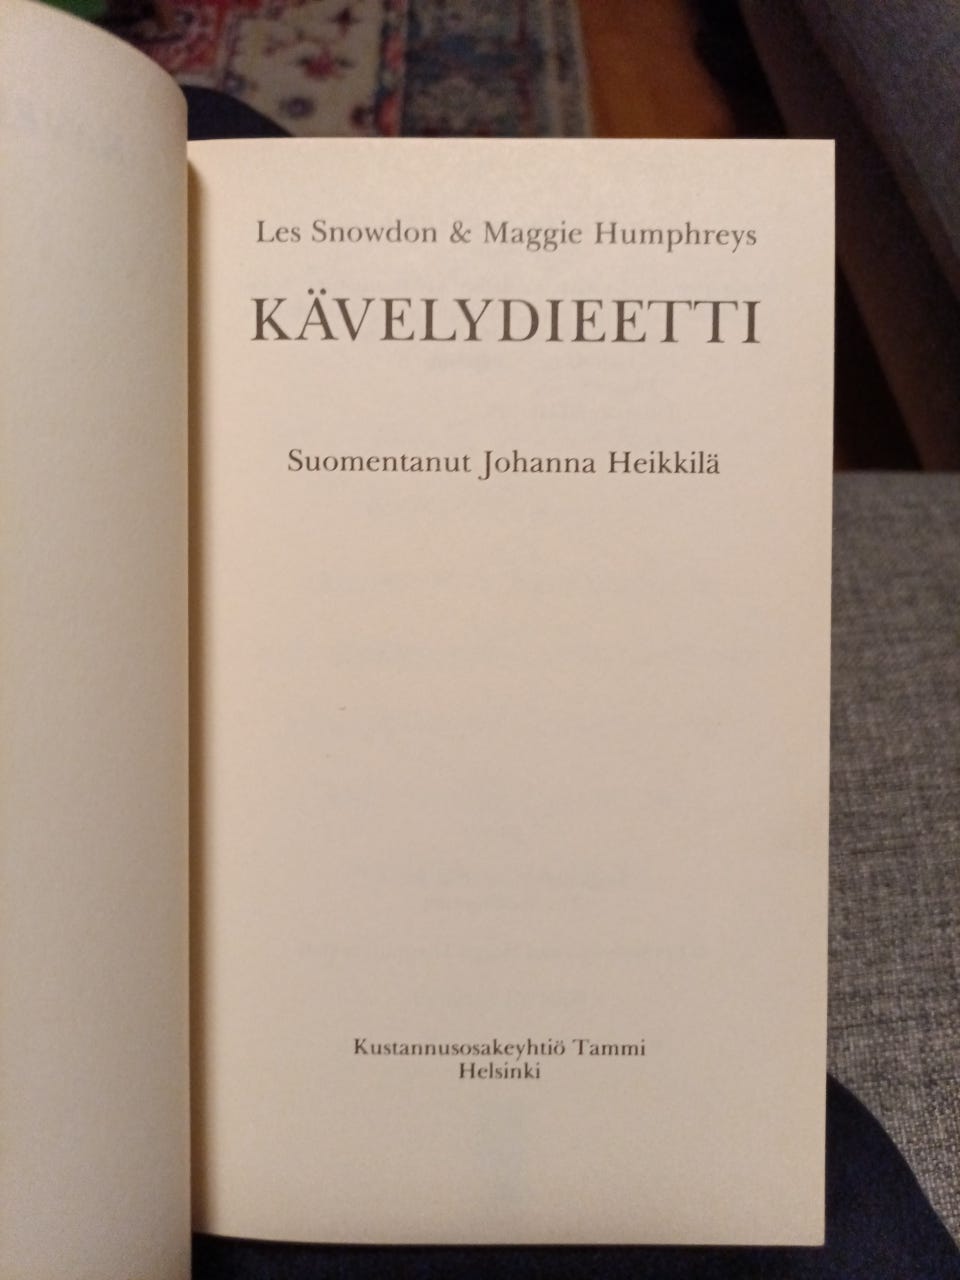 Les Snowdon & Maggie Humphreys
KÄVELYDIEETTI
Suomentanut Johanna Heikkilä
Kustannusosakeyhtiö Tammi
Helsinki